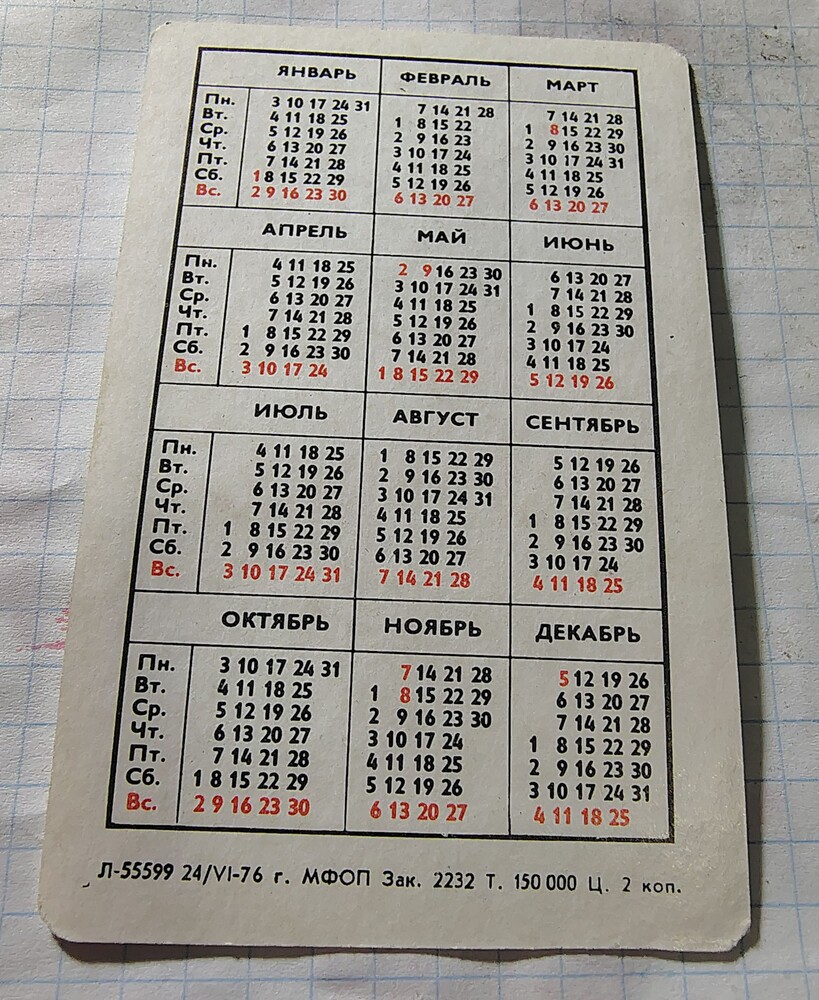 ЯНВАРЬ ФЕВРАЛЬ МАРТ
Пн. 3 10 17 24 31 7 14 21 28 7 14 21 28
Вт. 4 11 18 25 1 8 15 22 1 8 15 22 29
Ср. 5 12 19 26 2 9 16 23 2 9 16 23 30
Чт. 6 13 20 27 3 10 17 24 3 10 17 24 31
Пт. 7 14 21 28 4 11 18 25 4 11 18 25
Сб. 1 8 15 22 29 5 12 19 26 5 12 19 26
Вс. 2 9 16 23 30 6 13 20 27 6 13 20 27
АПРЕЛЬ МАЙ ИЮНЬ
Пн. 4 11 18 25 2 9 16 23 30 6 13 20 27
Вт. 5 12 19 26 3 10 17 24 31 7 14 21 28
Ср. 6 13 20 27 4 11 18 25 1 8 15 22 29
Чт. 7 14 21 28 5 12 19 26 2 9 16 23 30
Пт. 1 8 15 22 29 6 13 20 27 3 10 17 24
Сб. 2 9 16 23 30 7 14 21 28 4 11 18 25
Вс. 3 10 17 24 1 8 15 22 29 5 12 19 26
ИЮЛЬ АВГУСТ СЕНТЯБРЬ
Пн. 4 11 18 25 1 8 15 22 29 5 12 19 26
Вт. 5 12 19 26 2 9 16 23 30 6 13 20 27
Ср. 6 13 20 27 3 10 17 24 31 7 14 21 28
Чт. 7 14 21 28 4 11 18 25 1 8 15 22 29
Пт. 1 8 15 22 29 5 12 19 26 2 9 16 23 30
Сб. 2 9 16 23 30 6 13 20 27 3 10 17 24
Вс. 3 10 17 24 31 7 14 21 28 4 11 18 25
ОКТЯБРЬ НОЯБРЬ ДЕКАБРЬ
Пн. 3 10 17 24 31 7 14 21 28 5 12 19 26
Вт. 4 11 18 25 1 8 15 22 29 6 13 20 27
Ср. 5 12 19 26 2 9 16 23 30 7 14 21 28
Чт. 6 13 20 27 3 10 17 24 1 8 15 22 29
Пт. 7 14 21 28 4 11 18 25 2 9 16 23 30
Сб. 1 8 15 22 29 5 12 19 26 3 10 17 24 31
Вс. 2 9 16 23 30 6 13 20 27 4 11 18 25
Л-55599 24/VI-76 г. МФОП Зак. 2232 Т. 150 000 Ц. 2 коп.